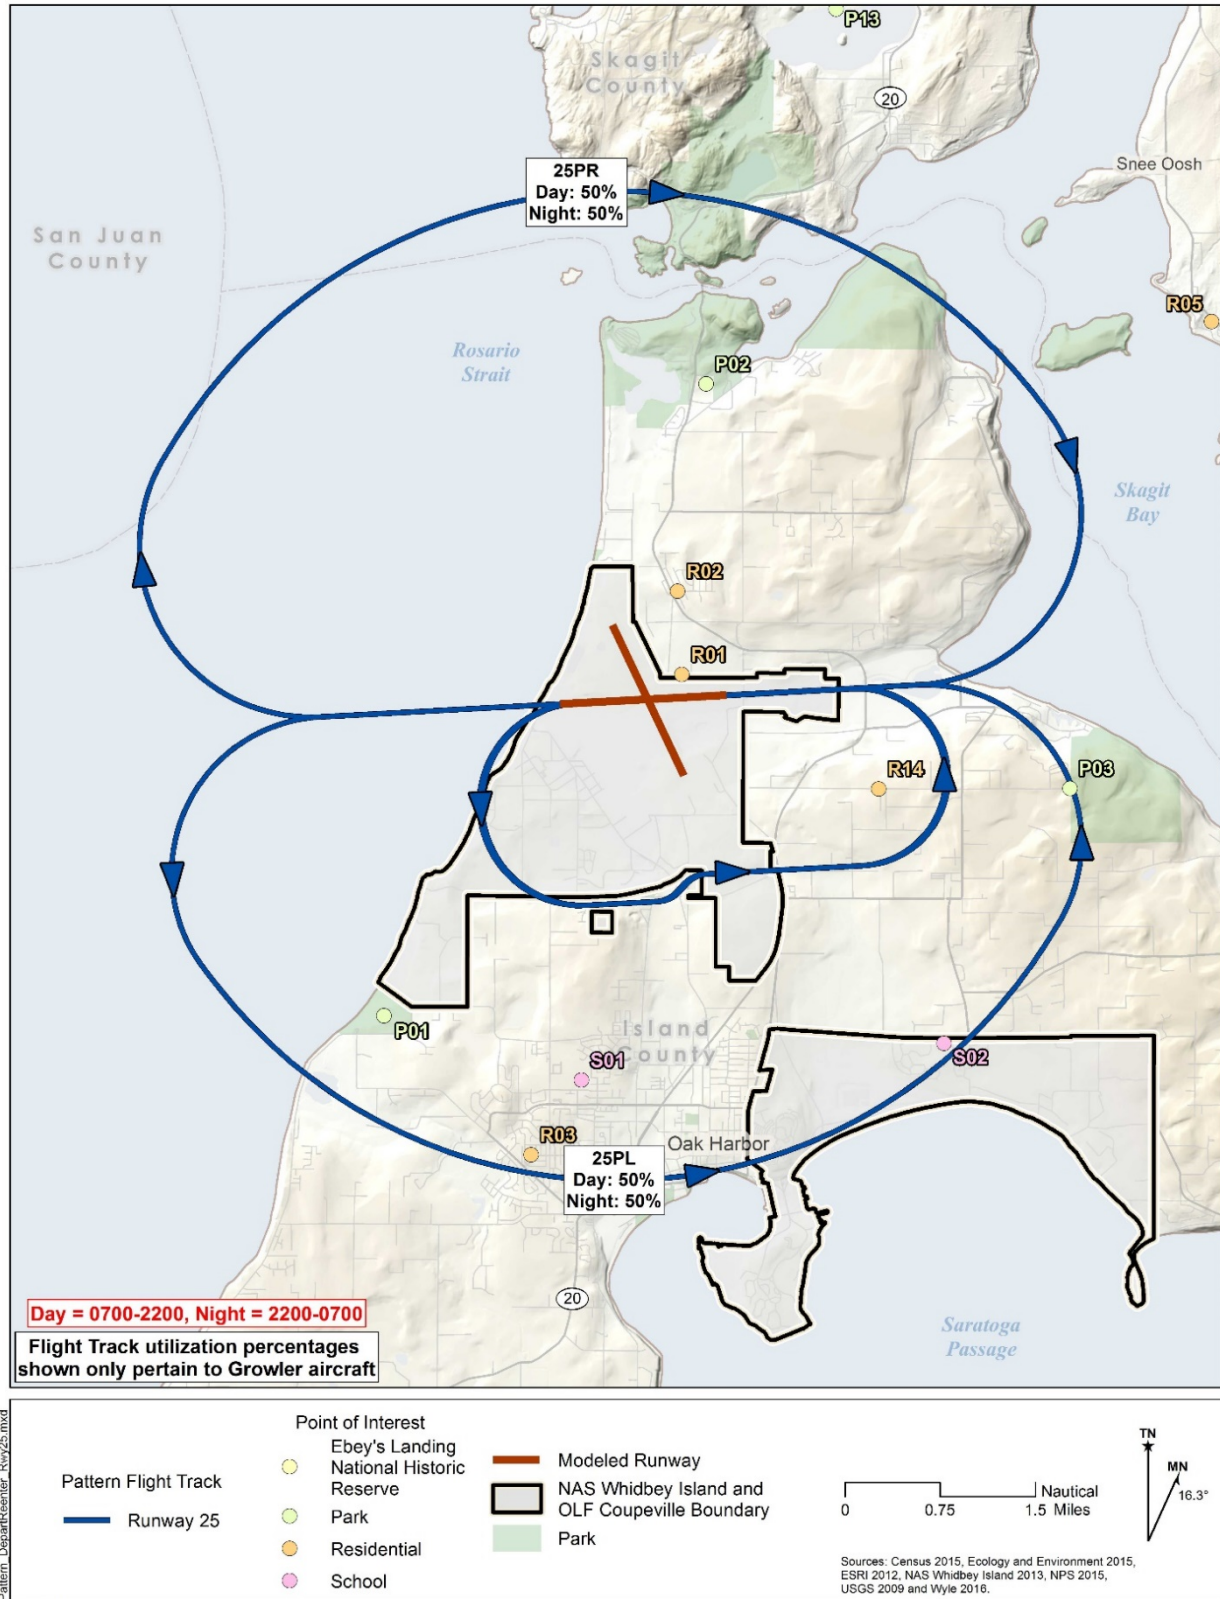 P13
Skagit
County
20
25PR
Day: 50%
Night: 50%
Snee Oosh
San Juan
County
R05
Rosario
Strait
P02
Skagit
Bay
R02
R01
R14
P03
P01
Island
County
S01
S02
R03
Oak Harbor
25PL
Day: 50%
Night: 50%
20
Day = 0700-2200, Night = 2200-0700
Flight Track utilization percentages
shown only pertain to Growler aircraft
Saratoga
Passage
Pattern_DepartReenter_Rwy25.mxd
Pattern Flight Track
Runway 25
Point of Interest
Ebey's Landing
National Historic
Reserve
Park
Residential
School
Modeled Runway
NAS Whidbey Island and
OLF Coupeville Boundary
Park
Nautical
0 0.75 1.5 Miles
TN
MN
16.3°
Sources: Census 2015, Ecology and Environment 2015,
ESRI 2012, NAS Whidbey Island 2013, NPS 2015,
USGS 2009 and Wyle 2016.